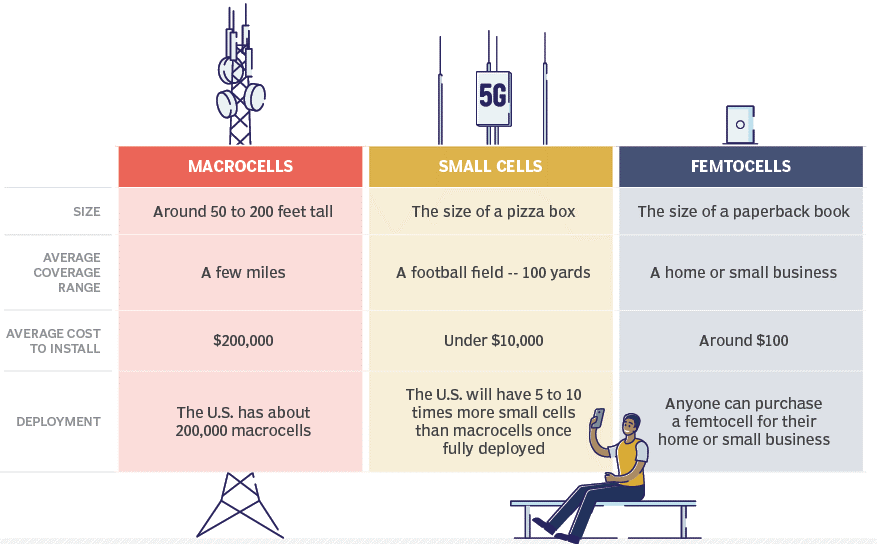 5G
MACROCELLS
SMALL CELLS
FEMTOCELLS
SIZE
Around 50 to 200 feet tall
The size of a pizza box
The size of a paperback book
AVERAGE
COVERAGE
RANGE
A few miles
A football field -- 100 yards
A home or small business
AVERAGE COST
TO INSTALL
$200,000
Under $10,000
Around $100
DEPLOYMENT
The U.S. has about
200,000 macrocells
The U.S. will have 5 to 10
times more small cells
than macrocells once
fully deployed
Anyone can purchase
a femtocell for their
home or small business